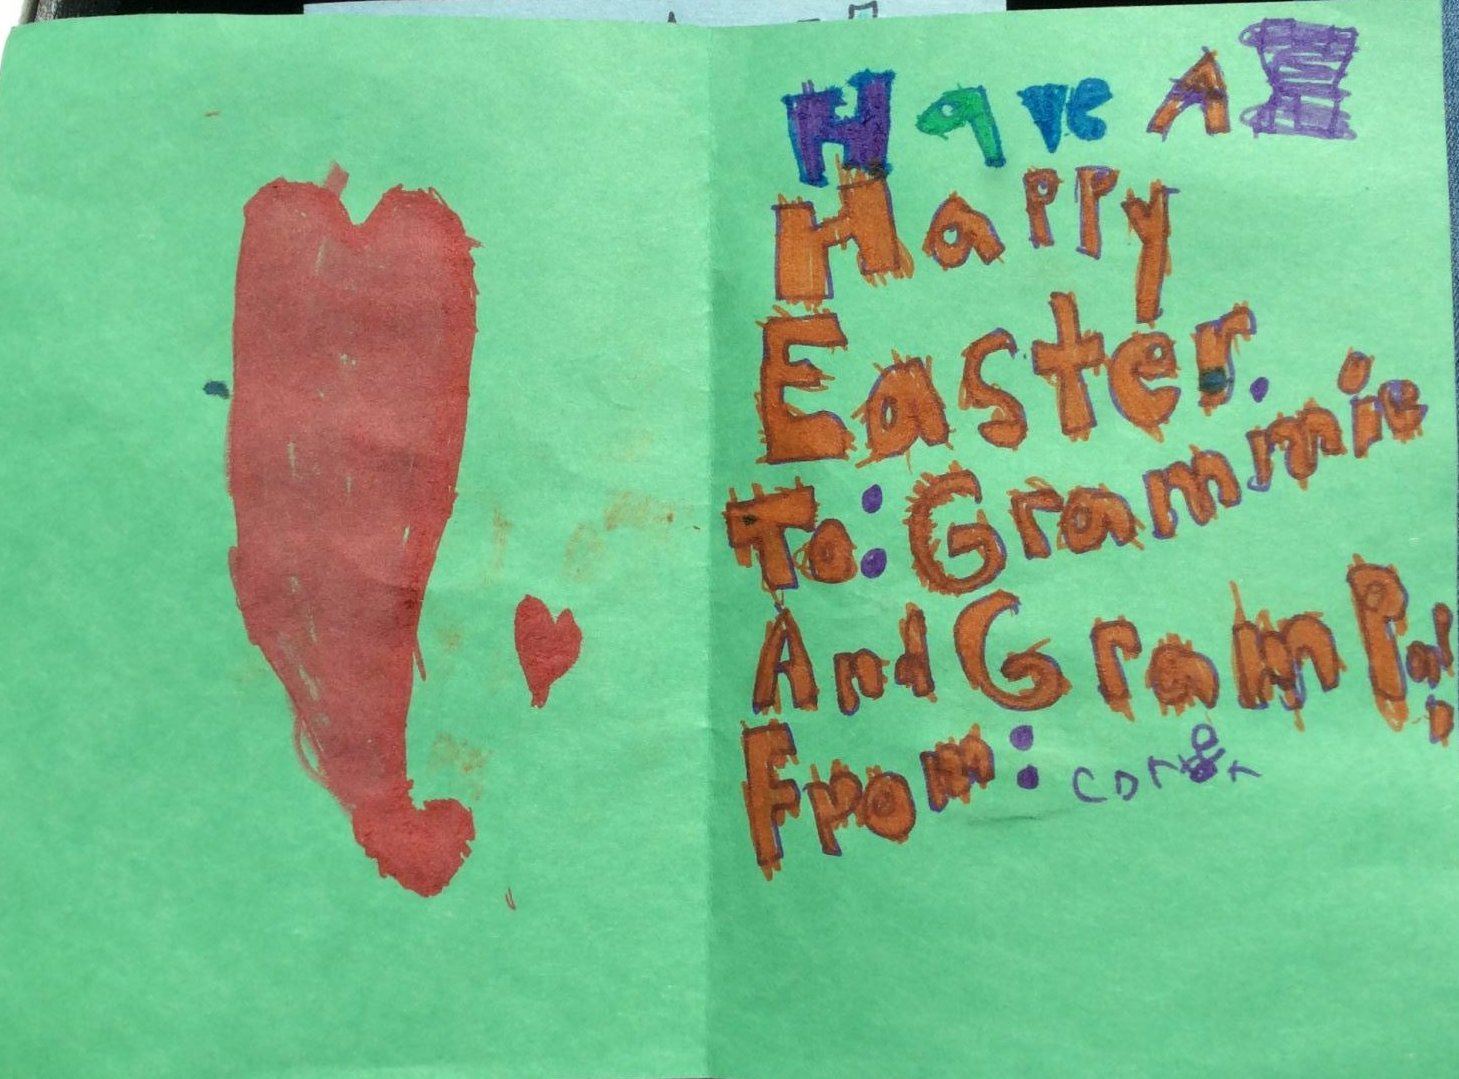 Have A
Happy
Easter.
To: Grammie
And GramPa
From: